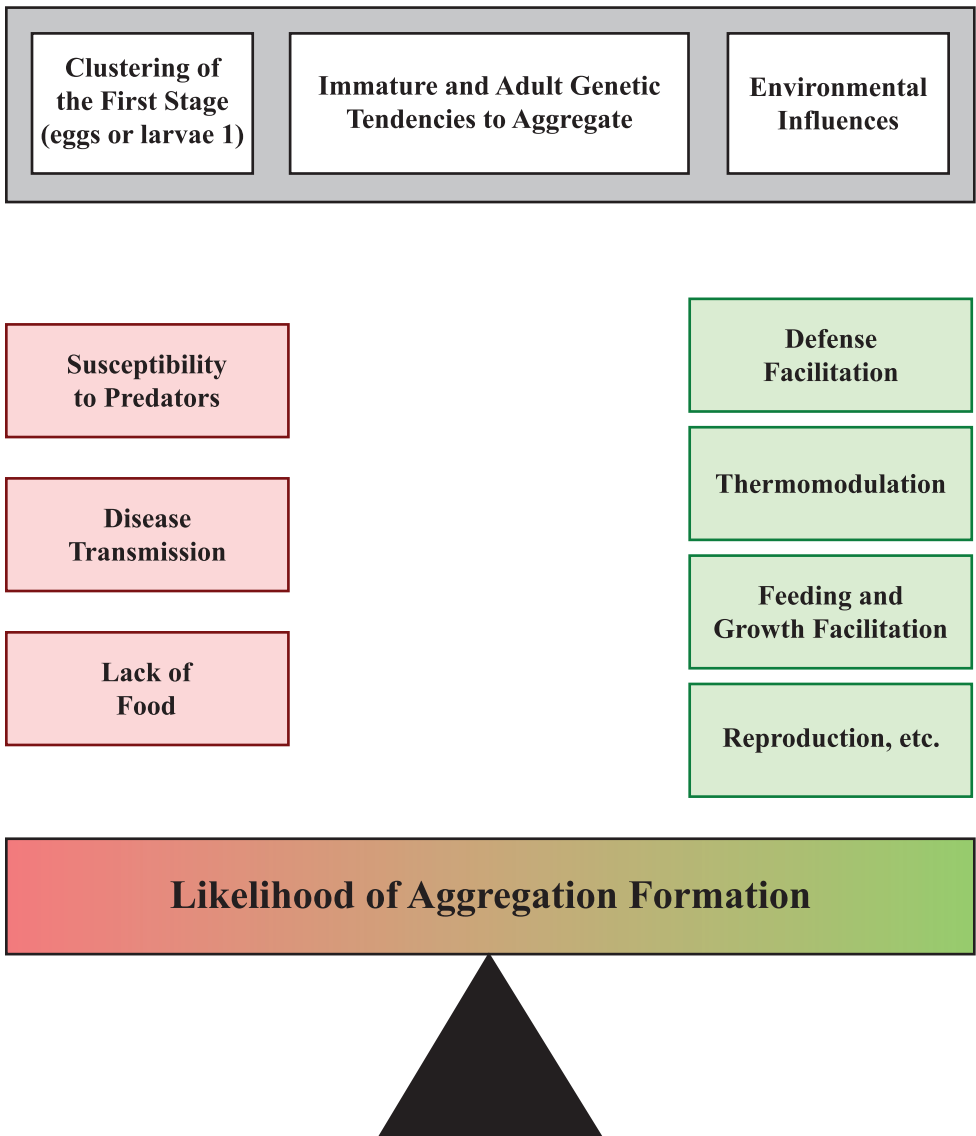 Clustering of
the First Stage
(eggs or larvae 1)
Immature and Adult Genetic
Tendencies to Aggregate
Environmental
Influences
Susceptibility
to Predators
Disease
Transmission
Lack of
Food
Defense
Facilitation
Thermomodulation
Feeding and
Growth Facilitation
Reproduction, etc.
Likelihood of Aggregation Formation